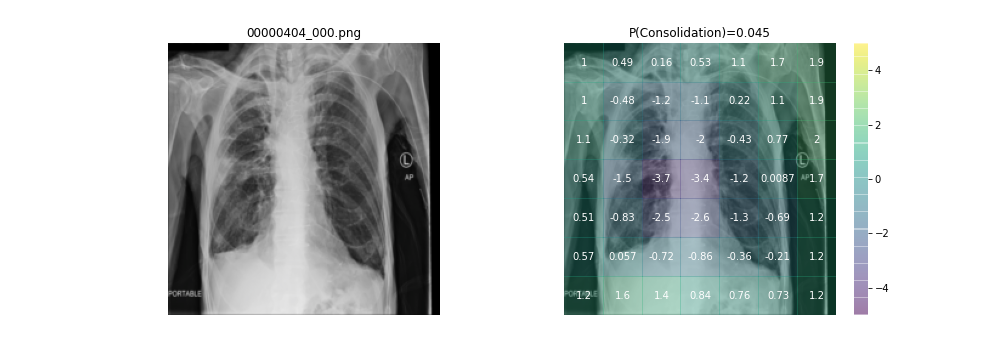 00000404_000.png
L
AP
PORTABLE
P(Consolidation)=0.045
1 0.49 0.16 0.53 1.1 1.7 1.9
1 -0.48 -1.2 -1.1 0.22 1.1 1.9
1.1 -0.32 -1.9 -2 -0.43 0.77 2
L
0.54 -1.5 -3.7 -3.4 -1.2 0.0087 AP 1.7
0.51 -0.83 -2.5 -2.6 -1.3 -0.69 1.2
0.57 0.057 -0.72 -0.86 -0.36 -0.21 1.2
PORTABLE
1.2 1.6 1.4 0.84 0.76 0.73 1.2
4
2
0
−2
−4